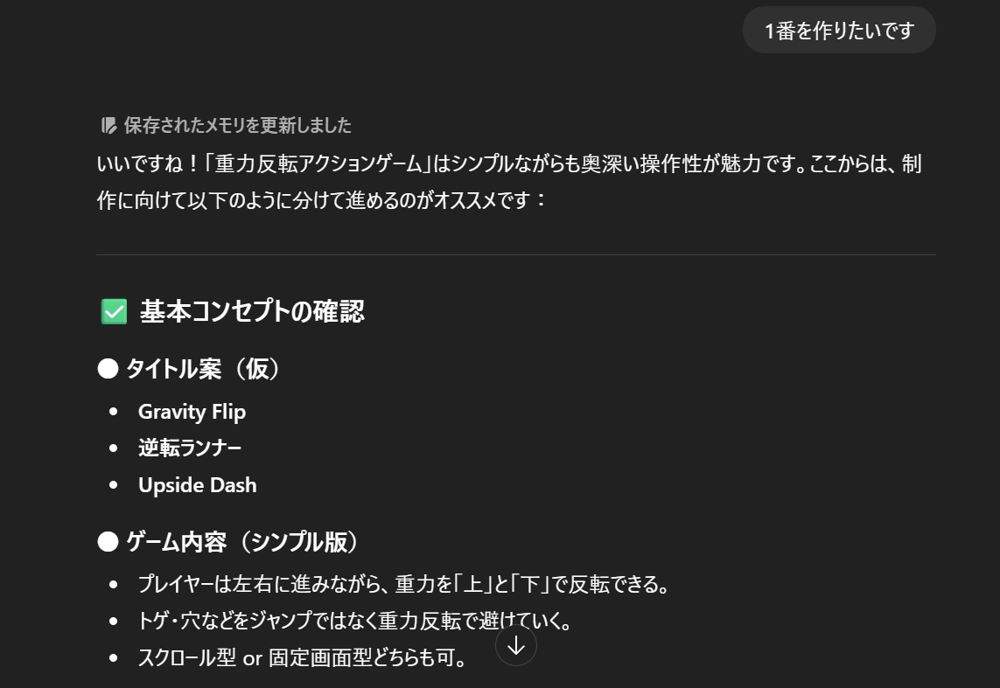 1番を作りたいです
保存されたメモリを更新しました
いいですね！「重力反転アクションゲーム」はシンプルながらも奥深い操作性が魅力です。ここからは、制
作に向けて以下のように分けて進めるのがオススメです：
✅ 基本コンセプトの確認
● タイトル案（仮）
• Gravity Flip
• 逆転ランナー
• Upside Dash
● ゲーム内容（シンプル版）
• プレイヤーは左右に進みながら、重力を「上」と「下」で反転できる。
• トゲ・穴などをジャンプではなく重力反転で避けていく。
• スクロール型 or 固定画面型どちらも可。